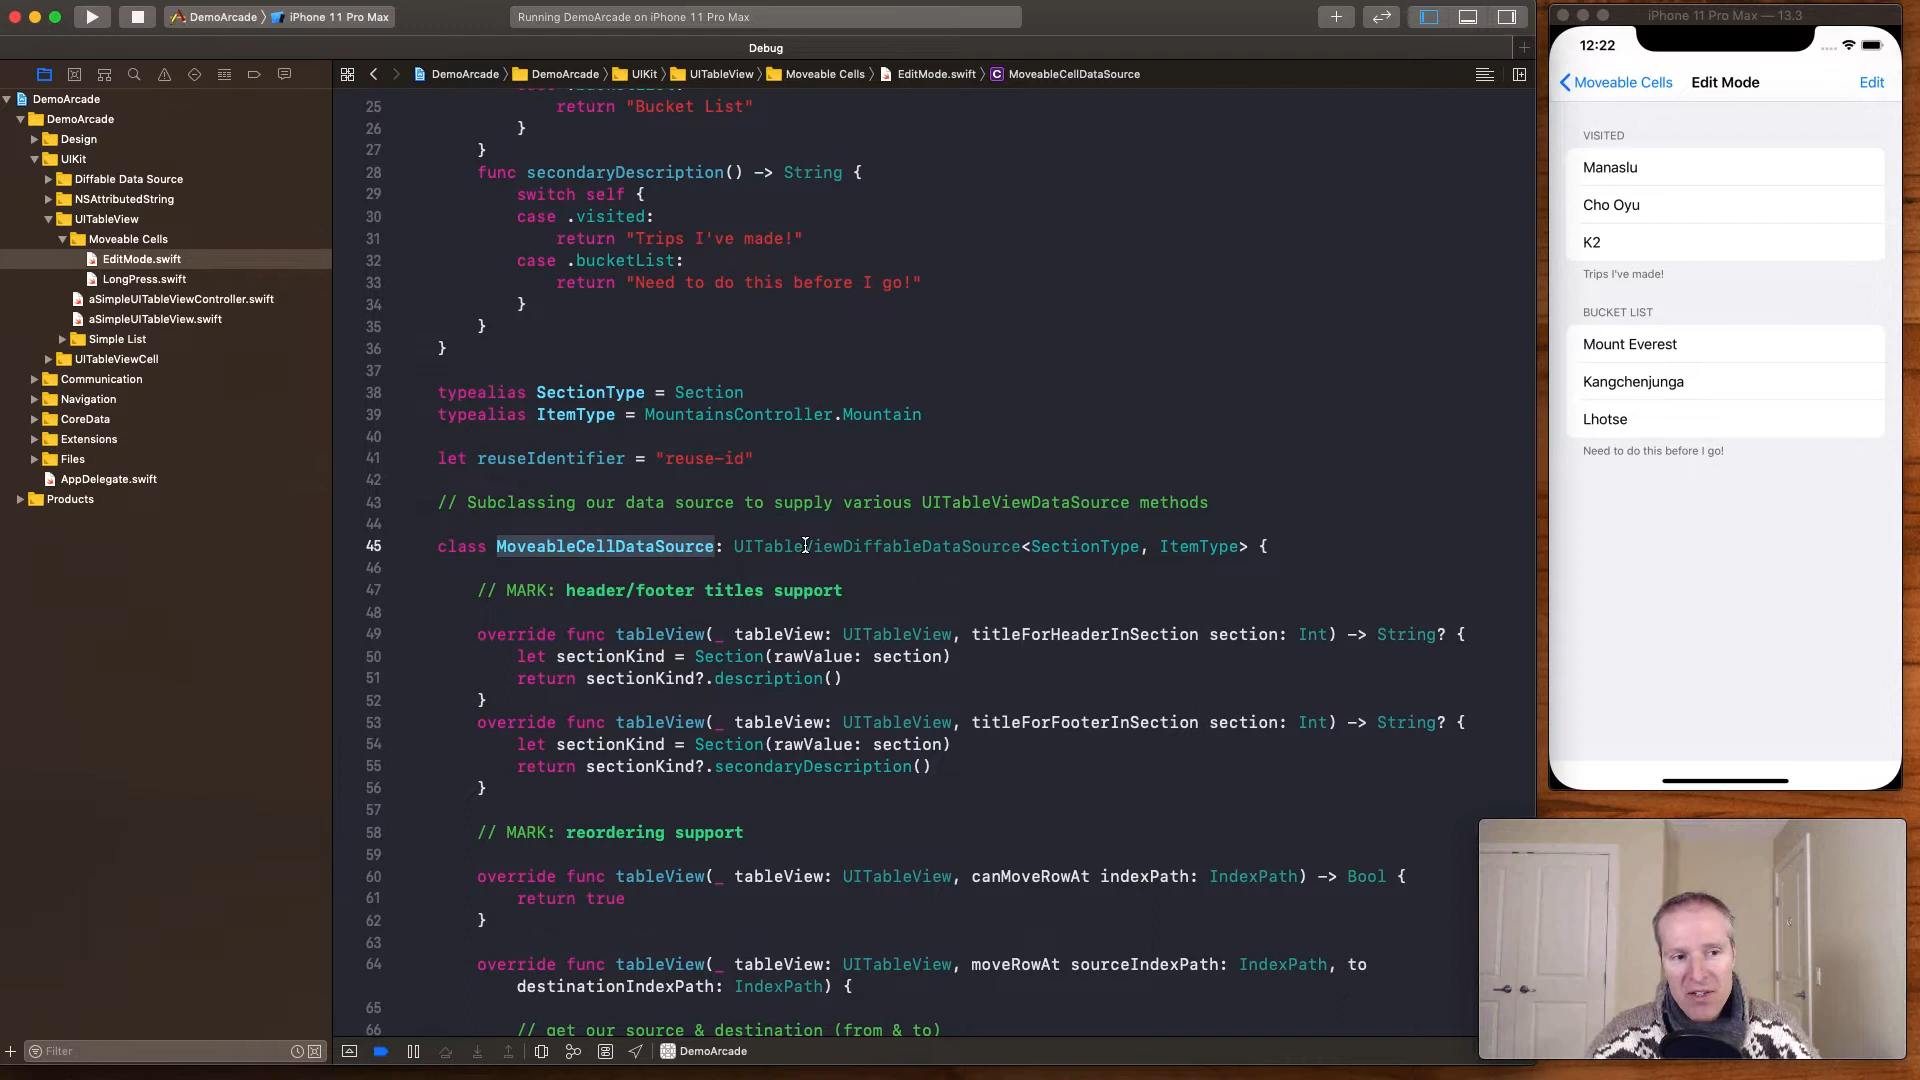 DemoArcade
iPhone 11 Pro Max
Running DemoArcade on iPhone 11 Pro Max
Debug
DemoArcade
DemoArcade
UIKit
UITableView
Moveable Cells
EditMode.swift
C
MoveableCellDataSource
DemoArcade
DemoArcade
Design
UIKit
Diffable Data Source
NSAttributedString
UITableView
Moveable Cells
EditMode.swift
LongPress.swift
aSimpleUITableViewController.swift
aSimpleUITableView.swift
Simple List
UITableViewCell
Communication
Navigation
CoreData
Extensions
Files
AppDelegate.swift
Products
Filter
25 return "Bucket List"
26 }
27 }
28 func secondaryDescription() -> String {
29 switch self {
30 case .visited:
31 return "Trips I've made!"
32 case .bucketList:
33 return "Need to do this before I go!"
34 }
35 }
36 }
37
38 typealias SectionType = Section
39 typealias ItemType = MountainsController.Mountain
40
41 let reuseIdentifier = "reuse-id"
42
43 // Subclassing our data source to supply various UITableViewDataSource methods
44
45 class MoveableCellDataSource: UITableViewDiffableDataSource<SectionType, ItemType> {
46
47 // MARK: header/footer titles support
48
49 override func tableView(_ tableView: UITableView, titleForHeaderInSection section: Int) -> String? {
50 let sectionKind = Section(rawValue: section)
51 return sectionKind?.description()
52 }
53 override func tableView(_ tableView: UITableView, titleForFooterInSection section: Int) -> String? {
54 let sectionKind = Section(rawValue: section)
55 return sectionKind?.secondaryDescription()
56 }
57
58 // MARK: reordering support
59
60 override func tableView(_ tableView: UITableView, canMoveRowAt indexPath: IndexPath) -> Bool {
61 return true
62 }
63
64 override func tableView(_ tableView: UITableView, moveRowAt sourceIndexPath: IndexPath, to
destinationIndexPath: IndexPath) {
65
66 // get our source & destination (from & to)
DemoArcade
iPhone 11 Pro Max — 13.3
12:22
Moveable Cells
Edit Mode
Edit
VISITED
Manaslu
Cho Oyu
K2
Trips I've made!
BUCKET LIST
Mount Everest
Kangchenjunga
Lhotse
Need to do this before I go!